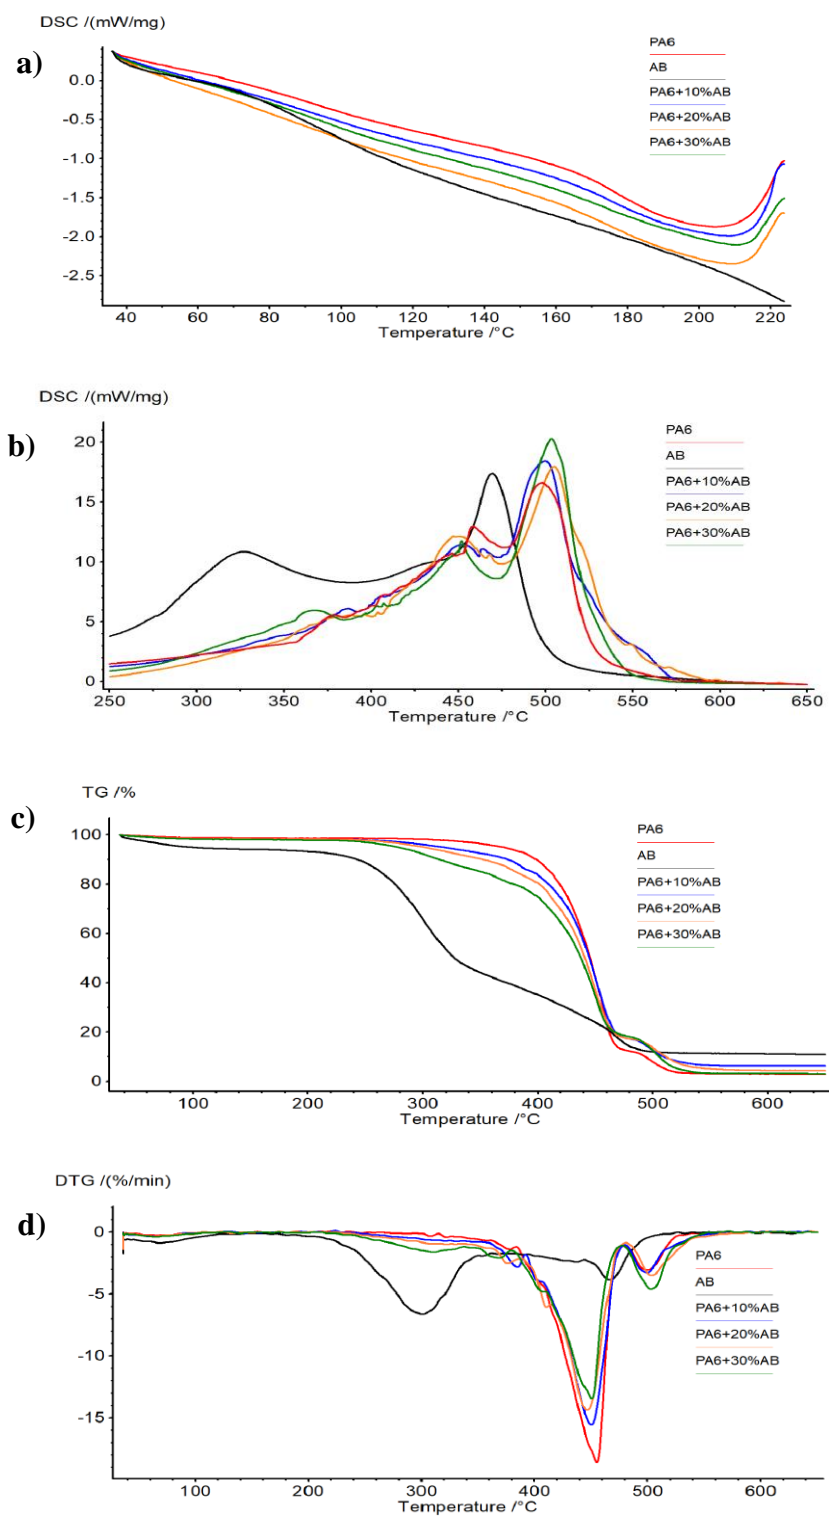 DSC /(mW/mg)
a)
PA6
AB
PA6+10%AB
PA6+20%AB
PA6+30%AB
0.0
-0.5
-1.0
-1.5
-2.0
-2.5
40 60 80 100 120 140 160 180 200 220
Temperature /°C
DSC /(mW/mg)
b)
PA6
AB
PA6+10%AB
PA6+20%AB
PA6+30%AB
20
15
10
5
0
250 300 350 400 450 500 550 600 650
Temperature /°C
TG /%
c)
PA6
AB
PA6+10%AB
PA6+20%AB
PA6+30%AB
100
80
60
40
20
0
100 200 300 400 500 600
Temperature /°C
DTG /(%/min)
d)
PA6
AB
PA6+10%AB
PA6+20%AB
PA6+30%AB
0
-5
-10
-15
100 200 300 400 500 600
Temperature /°C